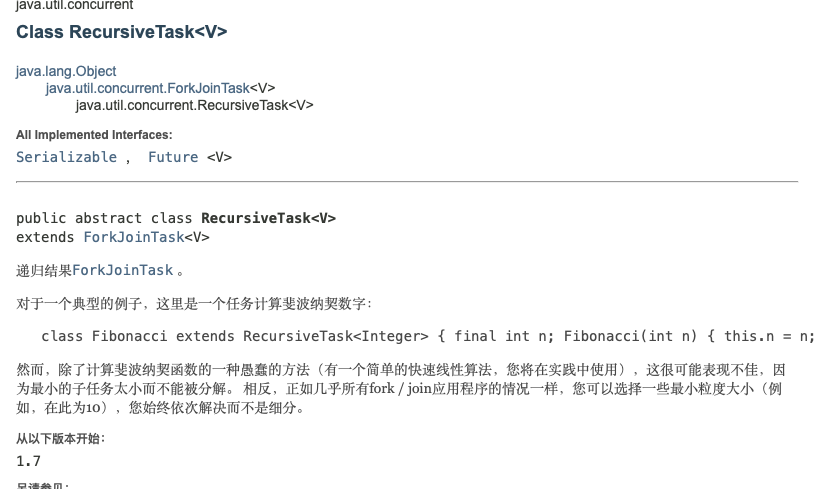 java.util.concurrent
Class RecursiveTask<V>
java.lang.Object
java.util.concurrent.ForkJoinTask<V>
java.util.concurrent.RecursiveTask<V>
All Implemented Interfaces:
Serializable ， Future <V>
public abstract class RecursiveTask<V>
extends ForkJoinTask<V>
递归结果ForkJoinTask 。
对于一个典型的例子，这里是一个任务计算斐波纳契数字：
class Fibonacci extends RecursiveTask<Integer> { final int n; Fibonacci(int n) { this.n = n;
然而，除了计算斐波纳契函数的一种愚蠢的方法（有一个简单的快速线性算法，您将在实践中使用），这很可能表现不佳，因
为最小的子任务太小而不能被分解。 相反，正如几乎所有fork / join应用程序的情况一样，您可以选择一些最小粒度大小（例
如，在此为10），您始终依次解决而不是细分。
从以下版本开始：
1.7
另请参见：